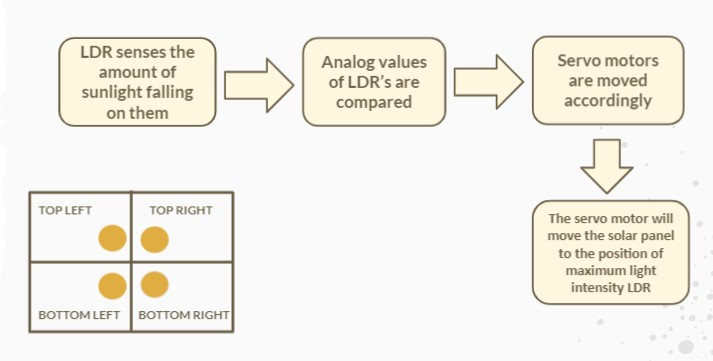 LDR senses the
amount of
sunlight falling
on them
Analog values
of LDR's are
compared
Servo motors
are moved
accordingly
The servo motor will
move the solar panel
to the position of
maximum light
intensity LDR
TOP LEFT
TOP RIGHT
BOTTOM LEFT
BOTTOM RIGHT